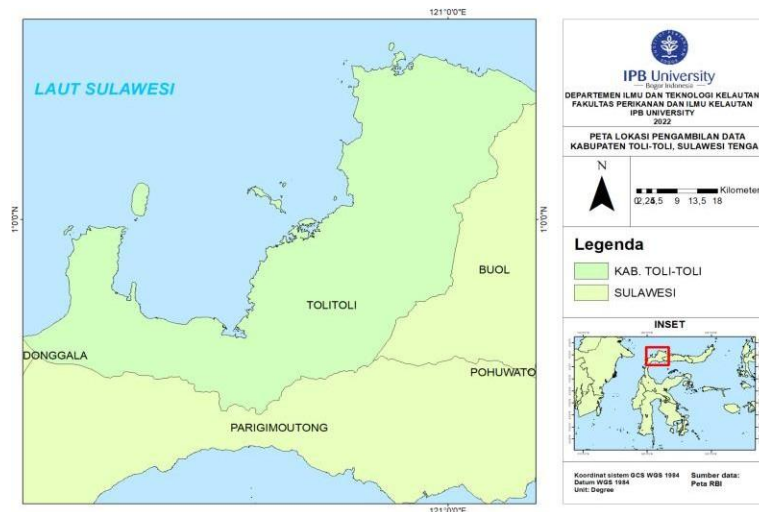 121°0'0"E
LAUT SULAWESI
1°0'0"N
1°0'0"N
BUOL
TOLITOLI
DONGGALA
POHUWATO
PARIGIMOUTONG
121°0'0"E
IPB University
Bogor Indonesia
DEPARTEMEN ILMU DAN TEKNOLOGI KELAUTAN
FAKULTAS PERIKANAN DAN ILMU KELAUTAN
IPB UNIVERSITY
2022
PETA LOKASI PENGAMBILAN DATA
KABUPATEN TOLI-TOLI, SULAWESI TENGA
N
Kilometer
9 13,5 18
Legenda
KAB. TOLI-TOLI
SULAWESI
INSET
Koordinat sistem GCS WGS 1984
Datum WGS 1984
Unit: Degree
Sumber data:
Peta RBI